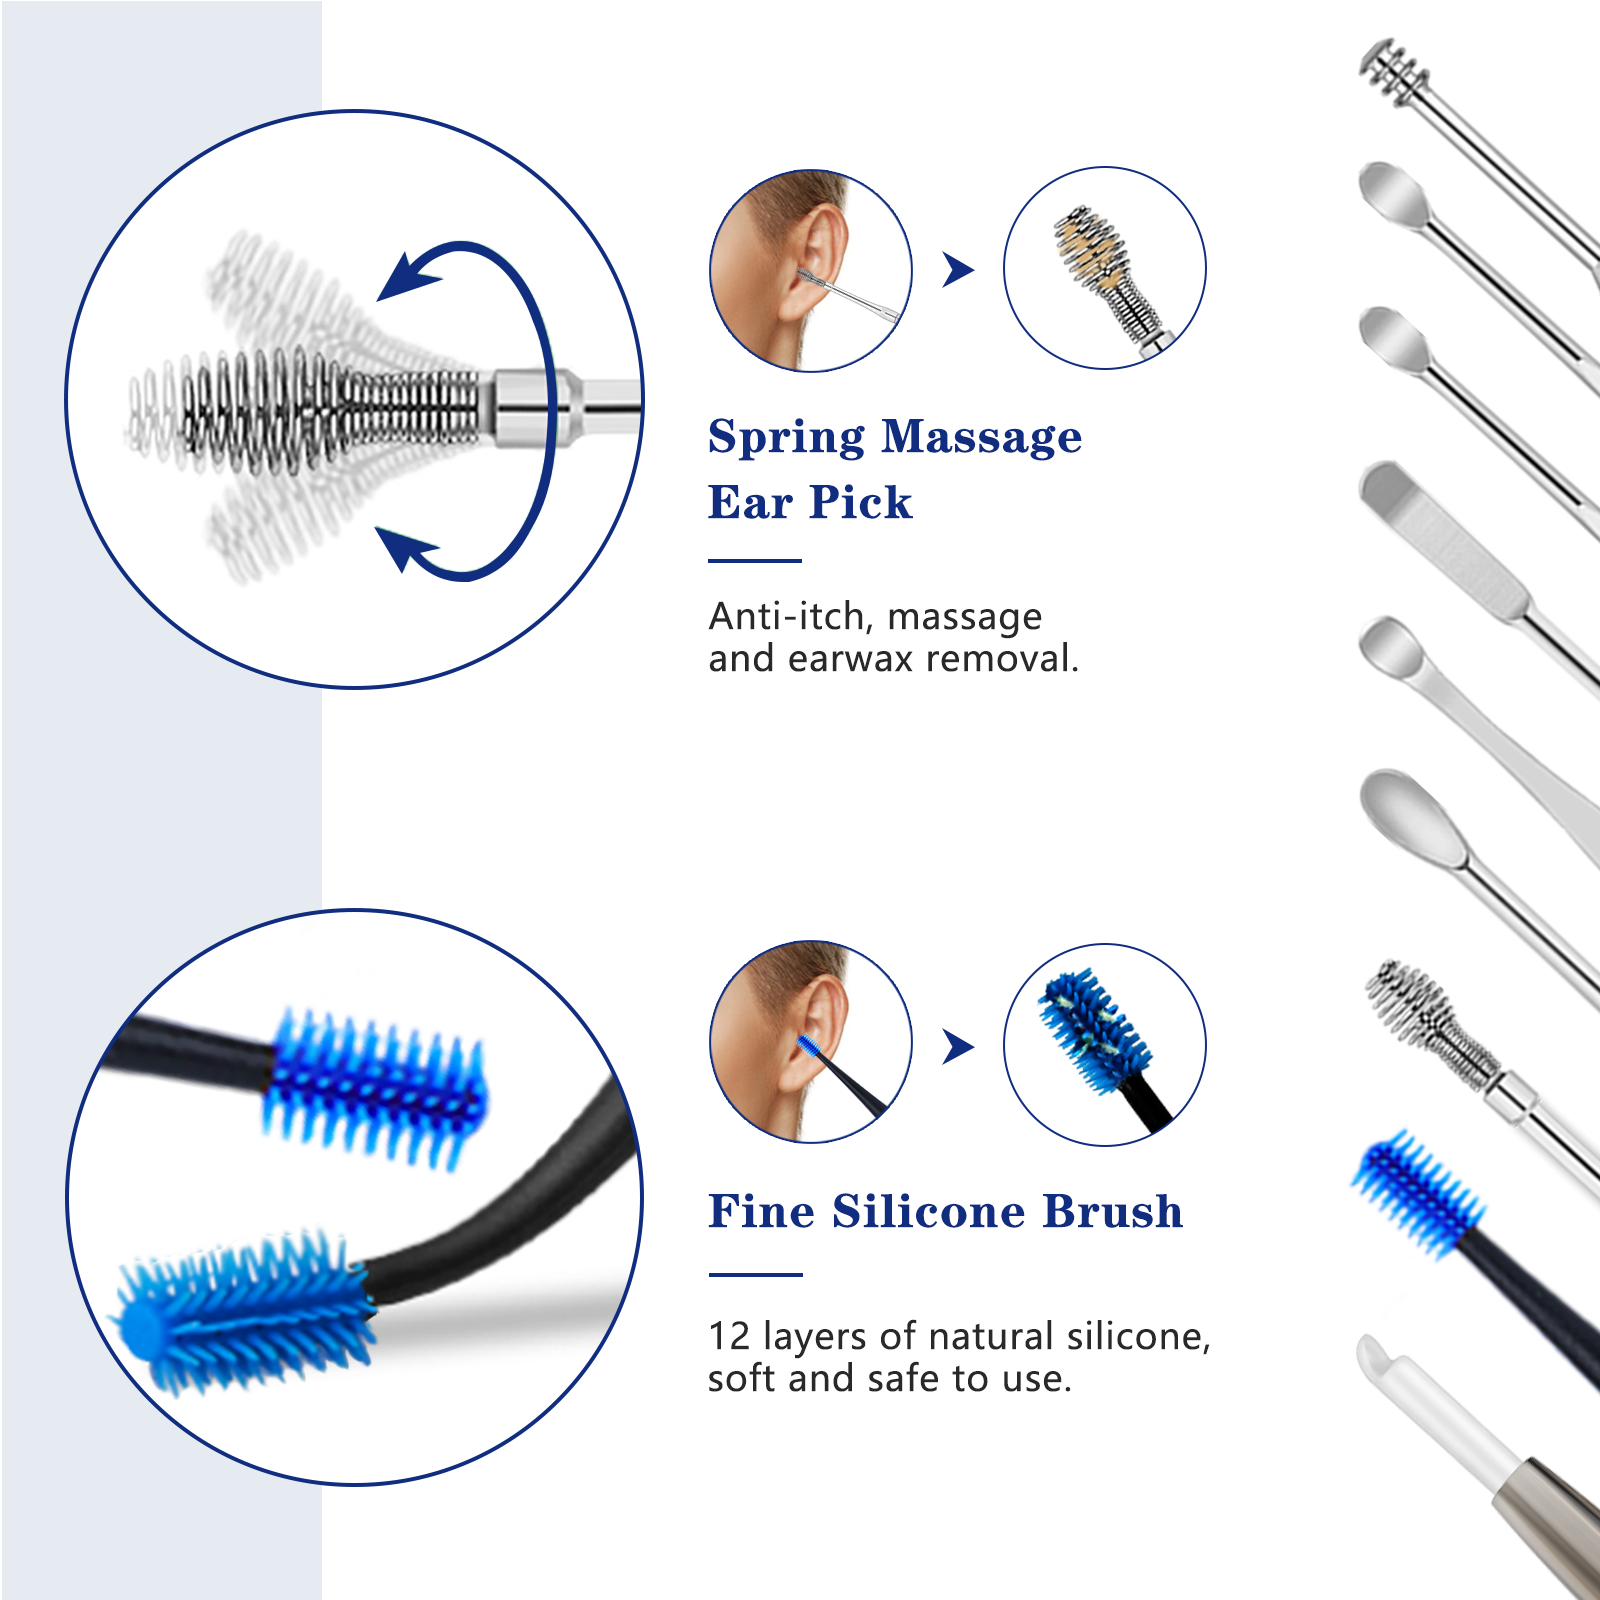 Spring Massage
Ear Pick
Anti-itch, massage
and earwax removal.
Fine Silicone Brush
12 layers of natural silicone,
soft and safe to use.